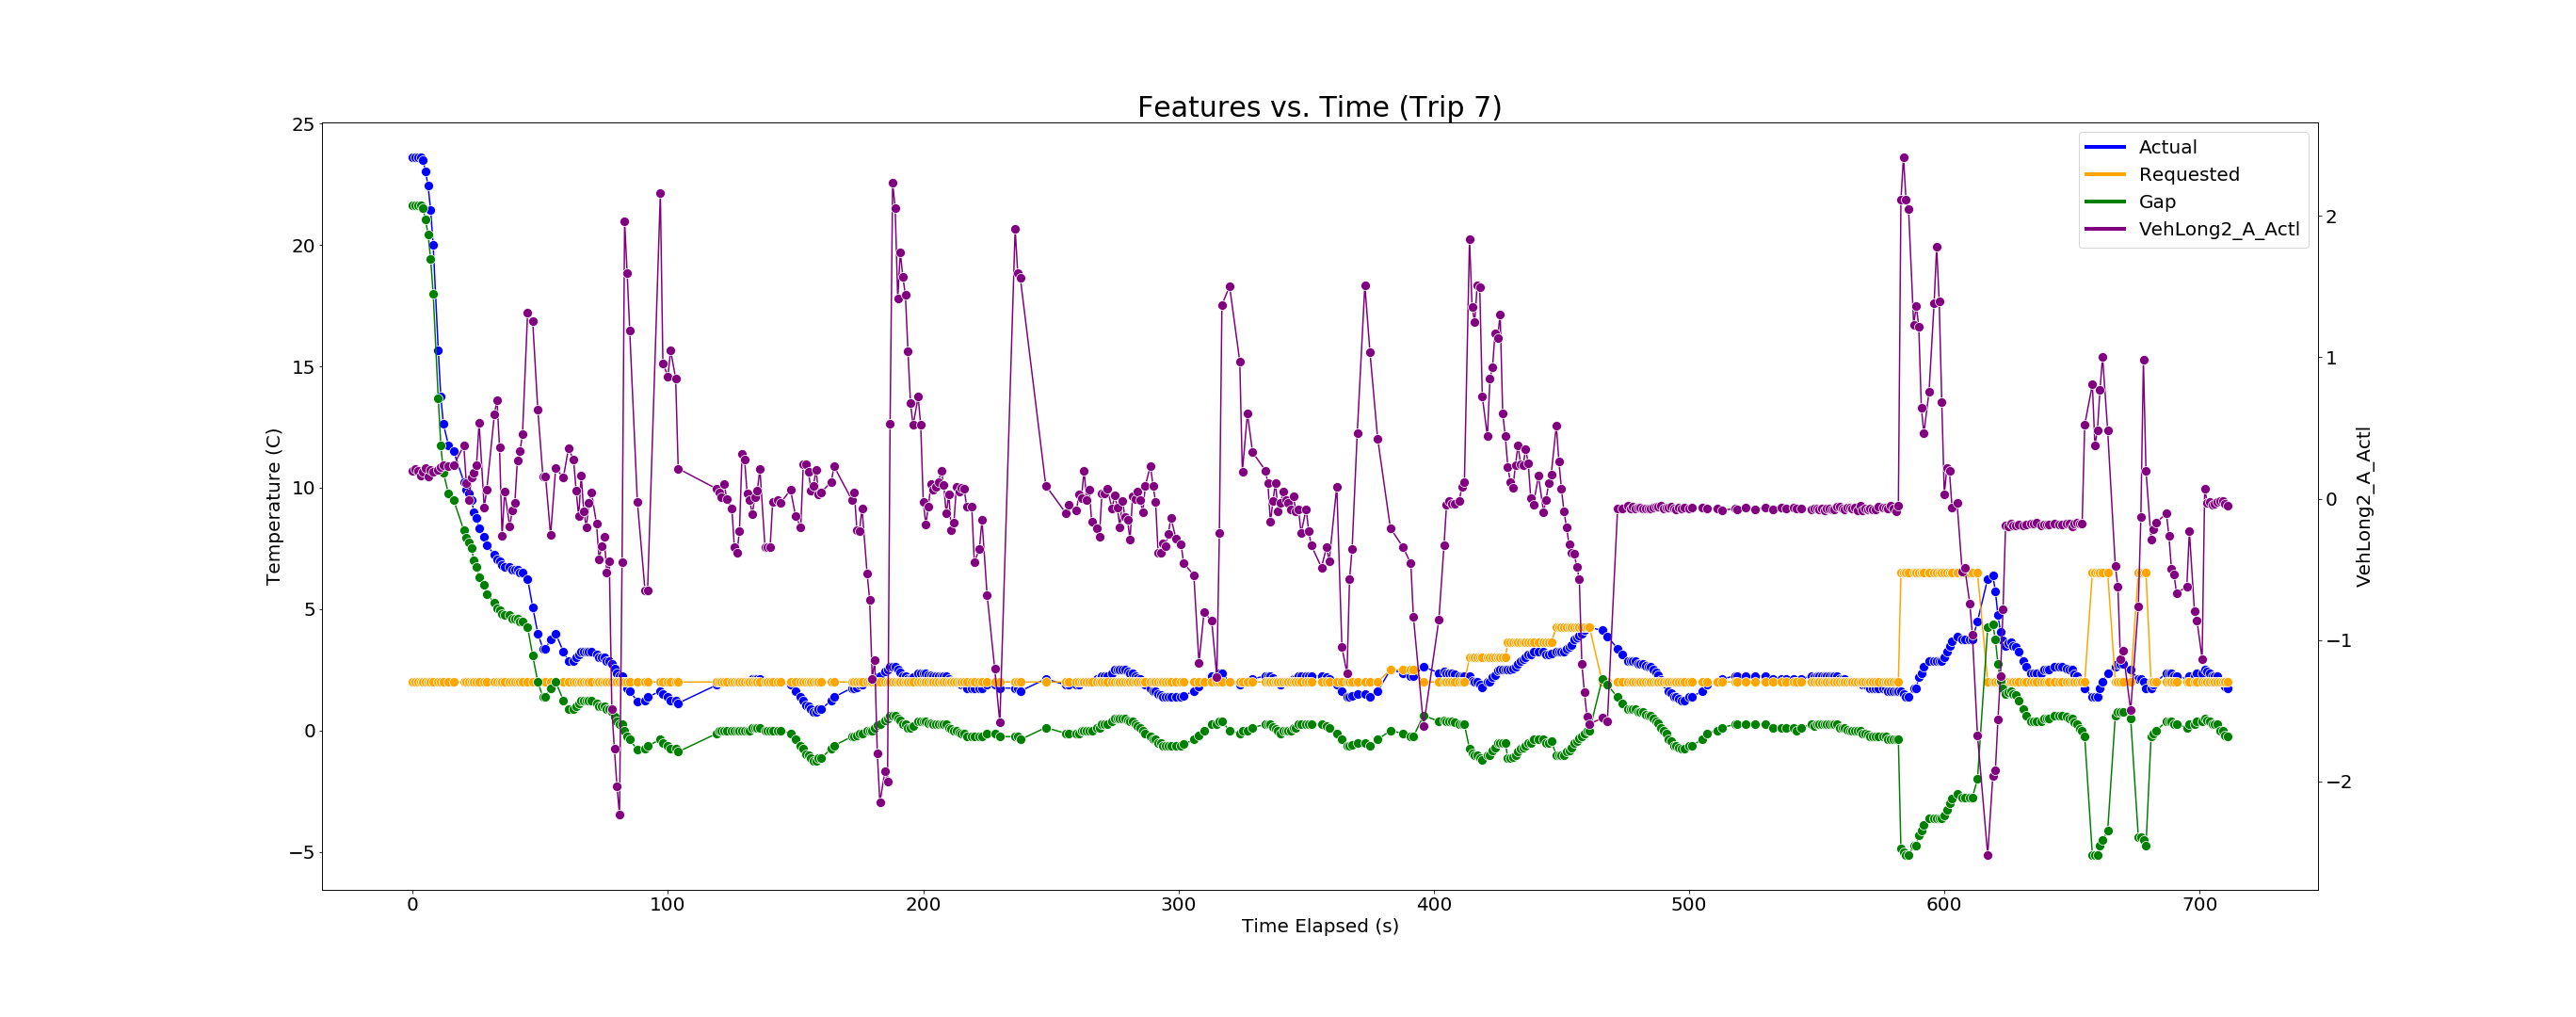 Features vs. Time (Trip 7)
25
20
15
10
5
0
−5
Temperature (C)
Actual
Requested
Gap
VehLong2_A_Actl
2
1
0
−1
−2
VehLong2_A_Actl
0 100 200 300 400 500 600 700
Time Elapsed (s)